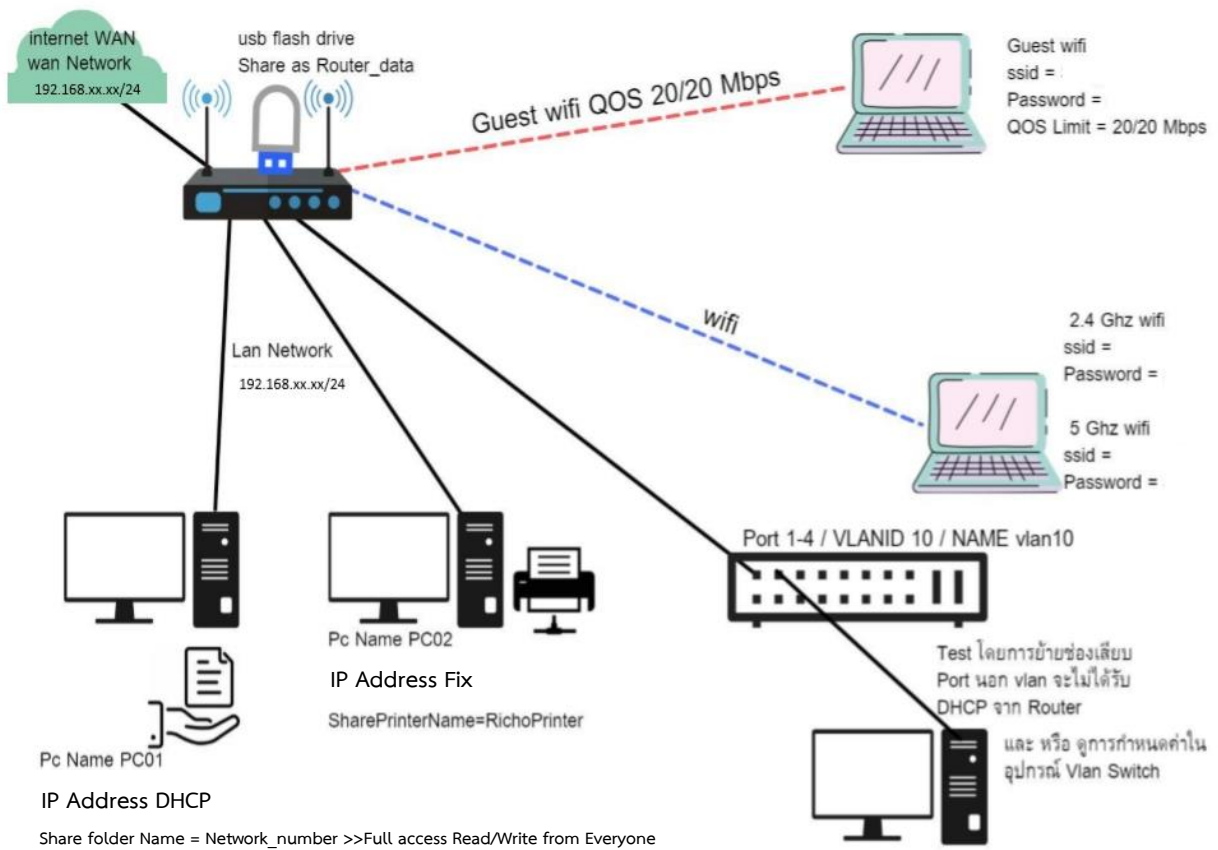 internet WAN
wan Network
192.168.xx.xx/24
usb flash drive
Share as Router_data
Guest wifi QOS 20/20 Mbps
Guest wifi
ssid =
Password =
QOS Limit = 20/20 Mbps
wifi
2.4 Ghz wifi
ssid =
Password =
5 Ghz wifi
ssid =
Password =
Lan Network
192.168.xx.xx/24
Port 1-4 / VLANID 10 / NAME vlan10
Pc Name PC02
IP Address Fix
SharePrinterName=RichoPrinter
Test โดยการย้ายช่องเสียบ
Port นอก vlan จะไม่ได้รับ
DHCP จาก Router
และ หรือ ดูการกำหนดค่าใน
อุปกรณ์ Vlan Switch
Pc Name PC01
IP Address DHCP
Share folder Name = Network_number >>Full access Read/Write from Everyone